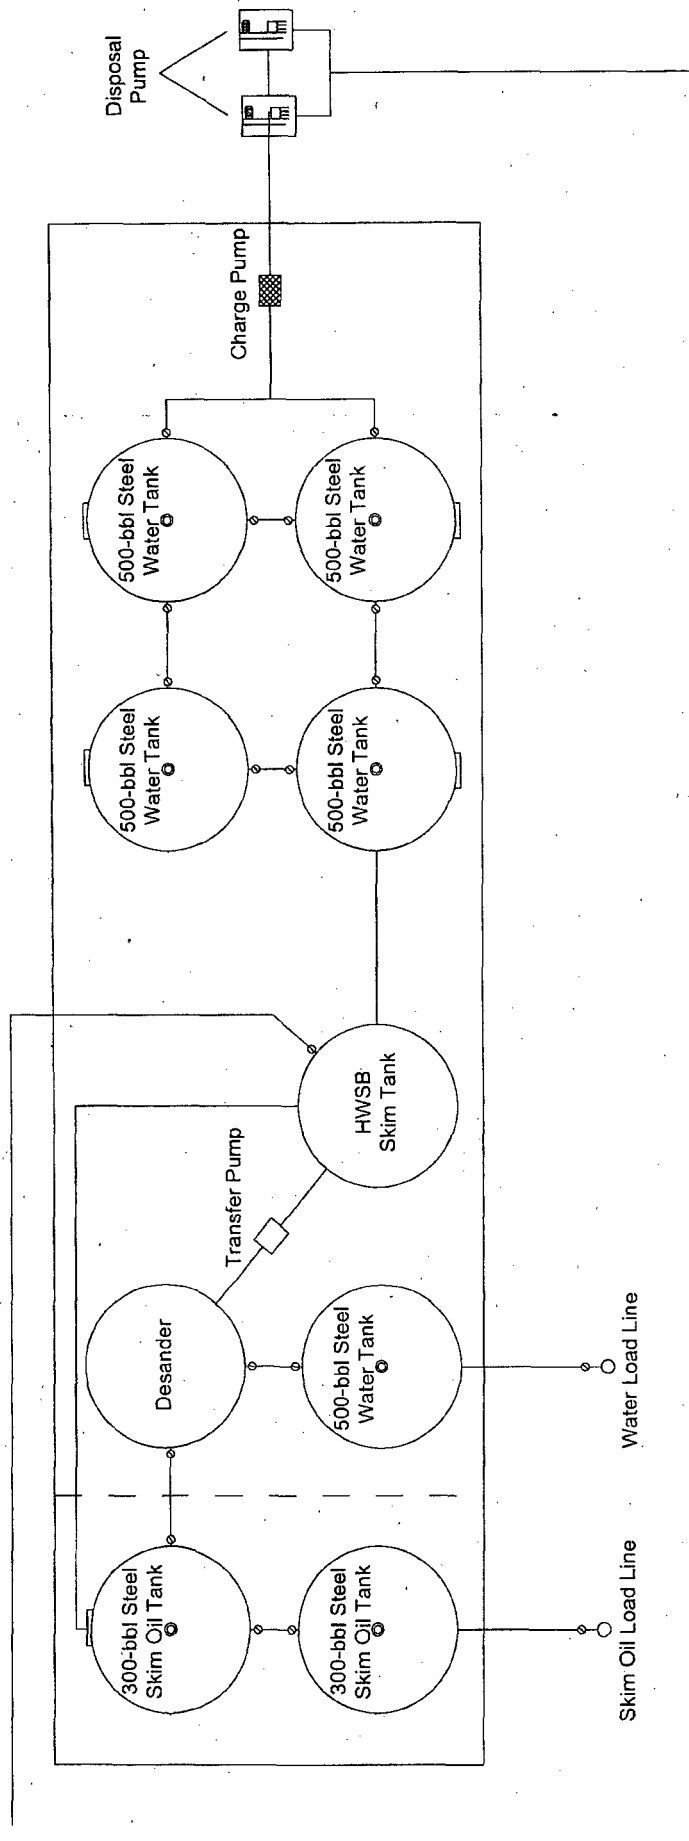 Disposal
Pump
Charge Pump
500-bbl Steel
Water Tank
500-bbl Steel
Water Tank
500-bbl Steel
Water Tank
500-bbl Steel
Water Tank
HWSB
Skim Tank
Transfer Pump
Desander
500-bbl Steel
Water Tank
Water Load Line
300-bbl Steel
Skim Oil Tank
300-bbl Steel
Skim Oil Tank
Skim Oil Load Line